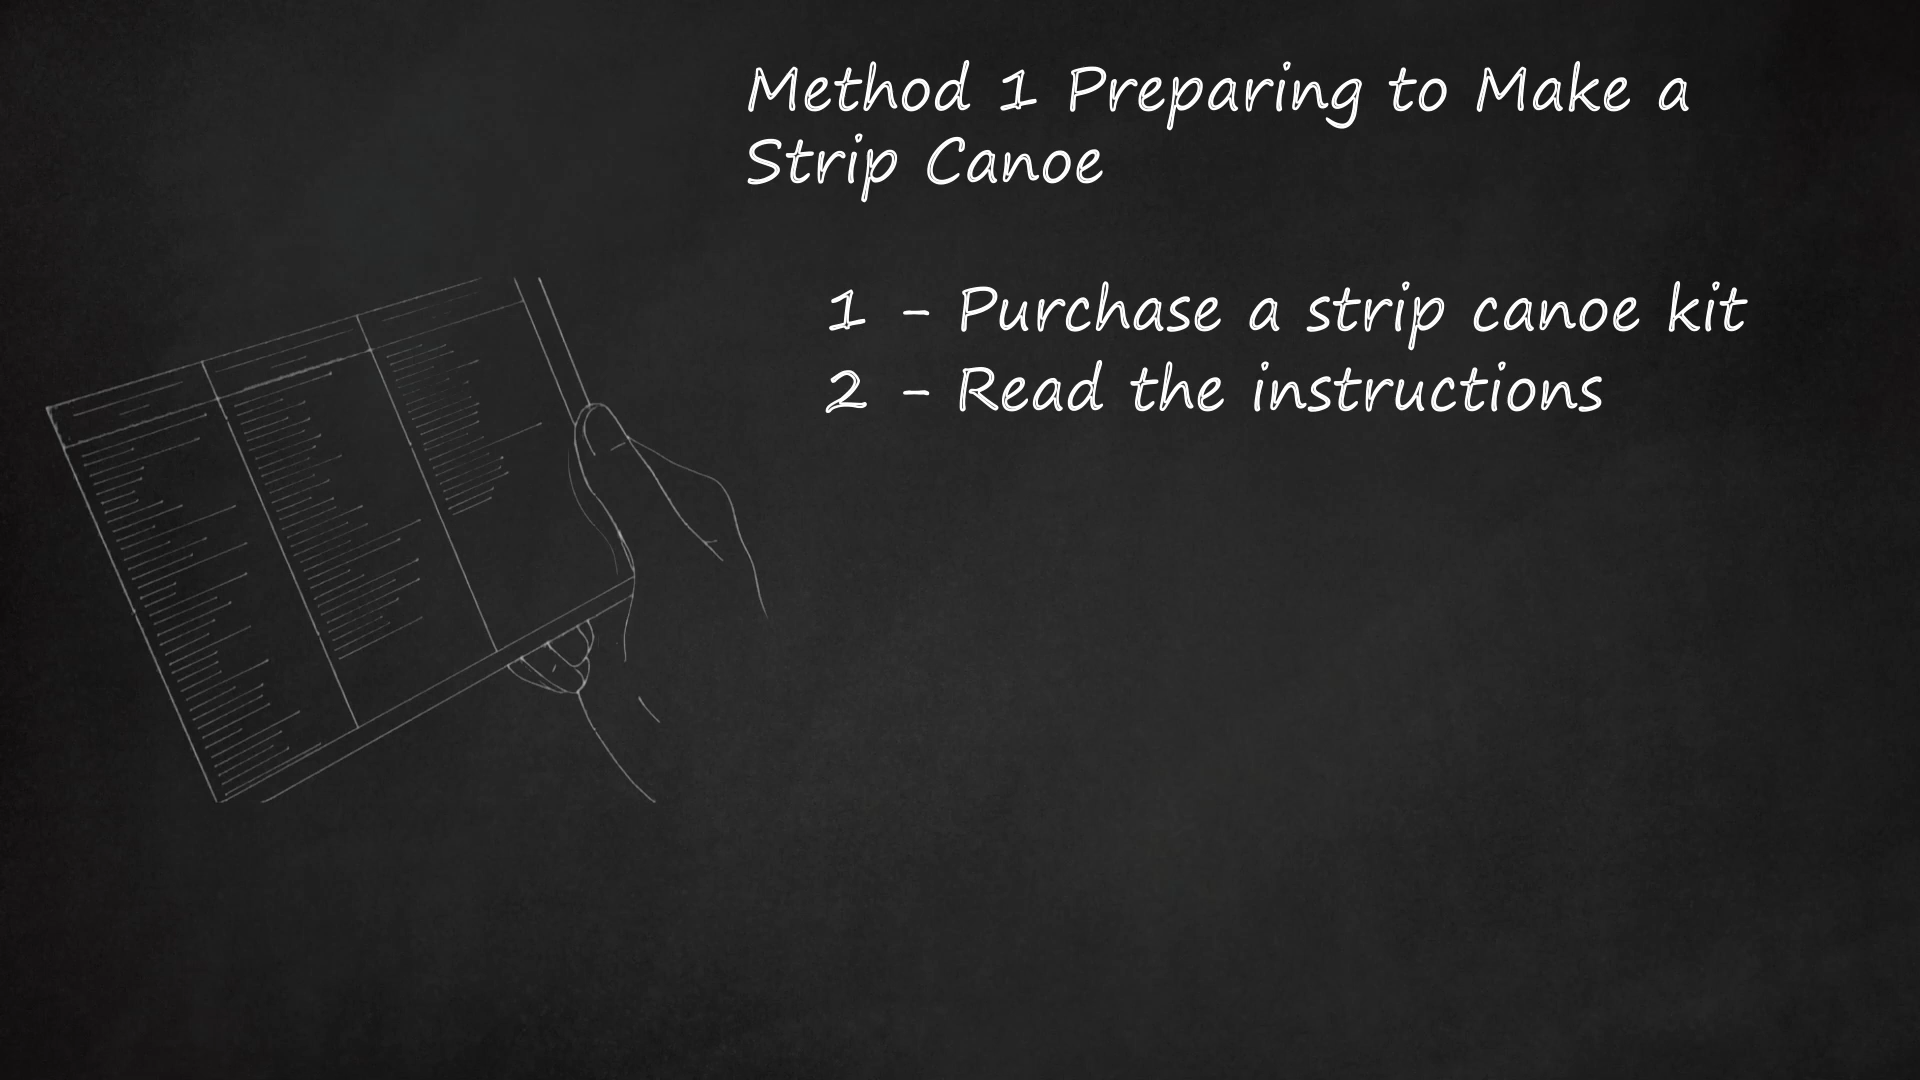 Method 1 Preparing to Make a
Strip Canoe
1 - Purchase a strip canoe kit
2 - Read the instructions